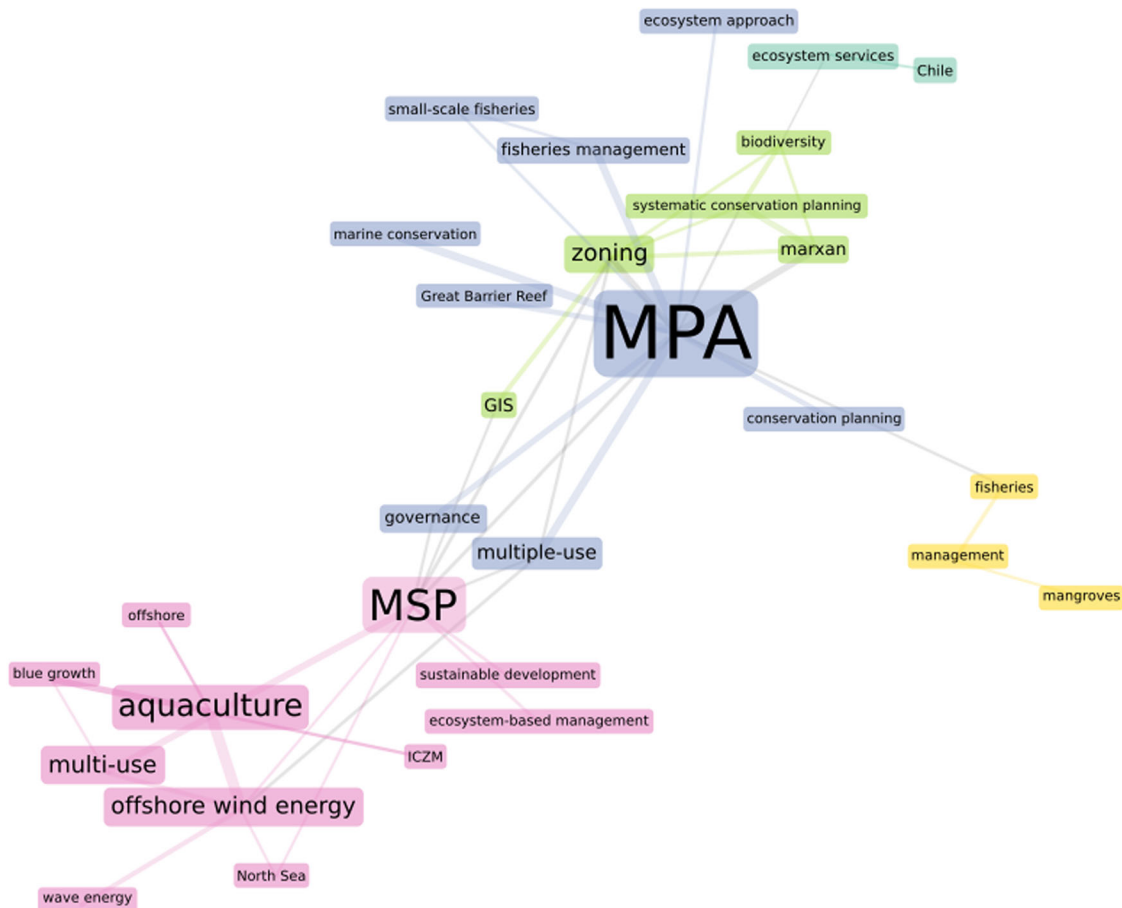 ecosystem approach
ecosystem services
Chile
small-scale fisheries
fisheries management
biodiversity
systematic conservation planning
marine conservation
zoning
marxan
Great Barrier Reef
MPA
GIS
conservation planning
fisheries
governance
multiple-use
management
mangroves
MSP
offshore
blue growth
sustainable development
aquaculture
ecosystem-based management
ICZM
multi-use
offshore wind energy
North Sea
wave energy